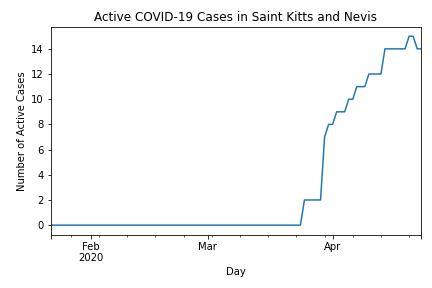 Active COVID-19 Cases in Saint Kitts and Nevis
Number of Active Cases
14
12
10
8
6
4
2
0
Feb
2020
Mar
Apr
Day